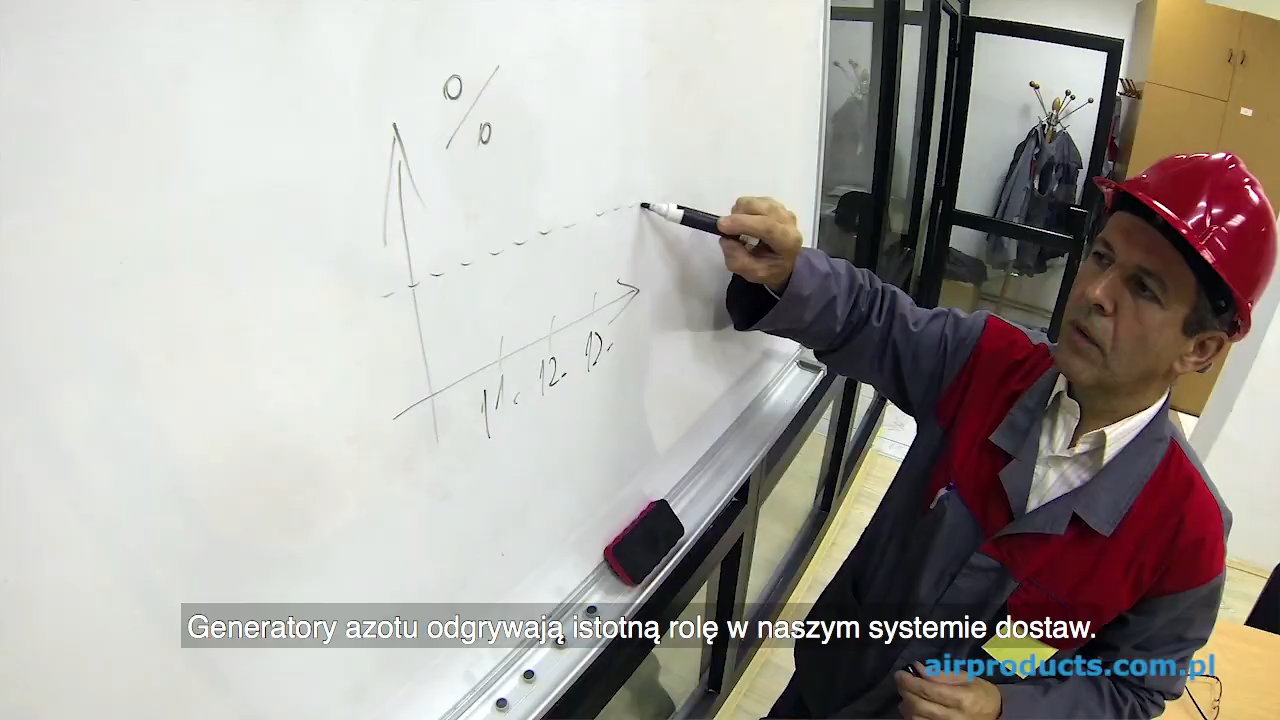 %
11. 12. 12.
Generatory azotu odgrywają istotną rolę w naszym systemie dostaw.
airproducts.com.pl